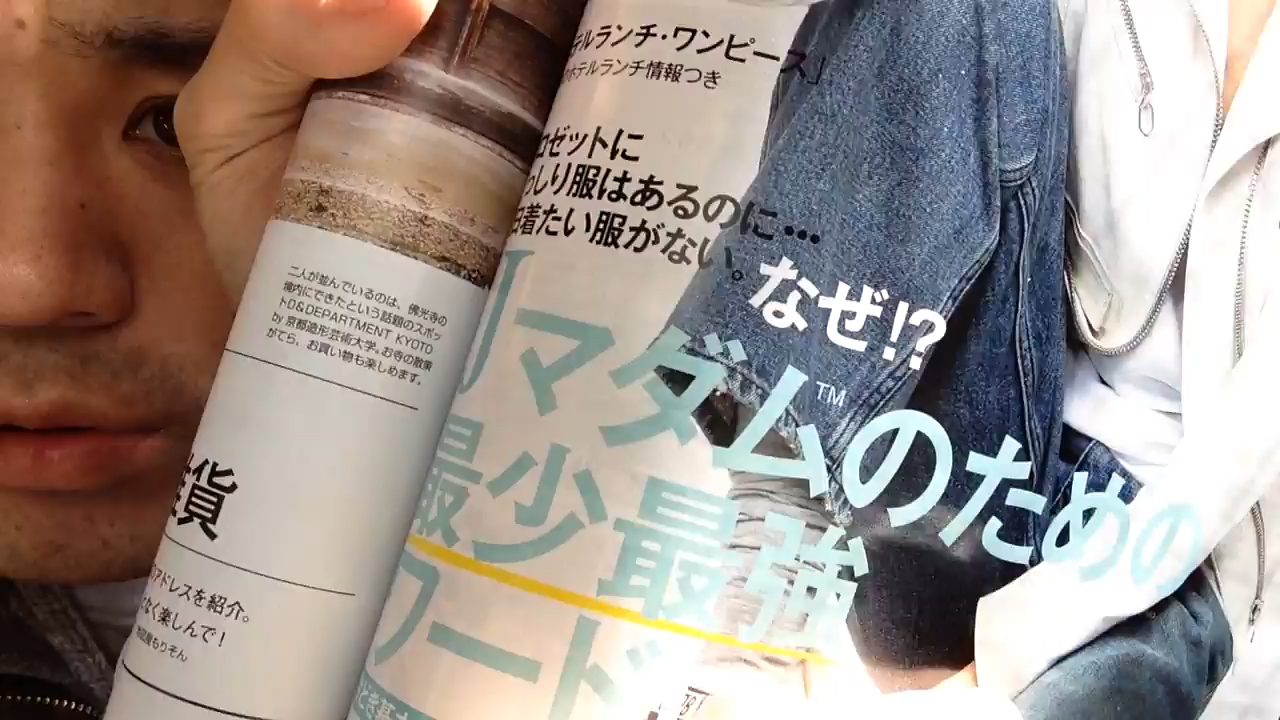 二人が並んでいるのは、佛光寺の
境内にできたという話題のスポッ
トD&DEPARTMENT KYOTO
by 京都造形芸術大学。お寺の散策
がてら、お買い物も楽しめます。
貨
アドレスを紹介。
なく楽しんで！
もりそん
テルランチ・ワンピース」
ホテルランチ情報つき
ロゼットに
っしり服はあるのに…
着たい服がない。
なぜ!?
リマダム™のための
最少最強
ワード